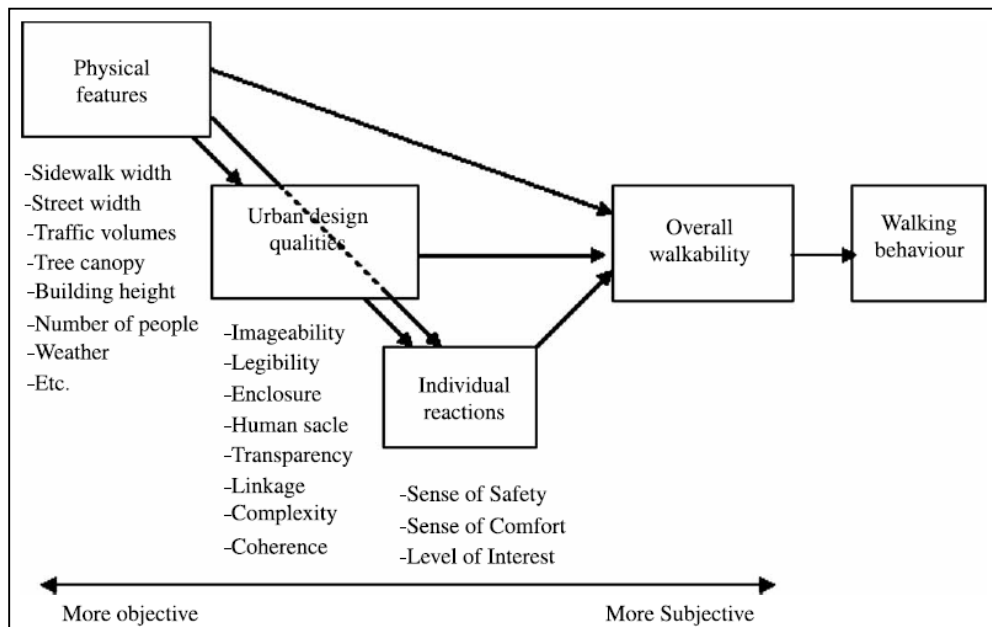 Physical
features
-Sidewalk width
-Street width
-Traffic volumes
-Tree canopy
-Building height
-Number of people
-Weather
-Etc.
Urban design
qualities
-Imageability
-Legibility
-Enclosure
-Human sacle
-Transparency
-Linkage
-Complexity
-Coherence
Individual
reactions
-Sense of Safety
-Sense of Comfort
-Level of Interest
Overall
walkability
Walking
behaviour
More objective
More Subjective